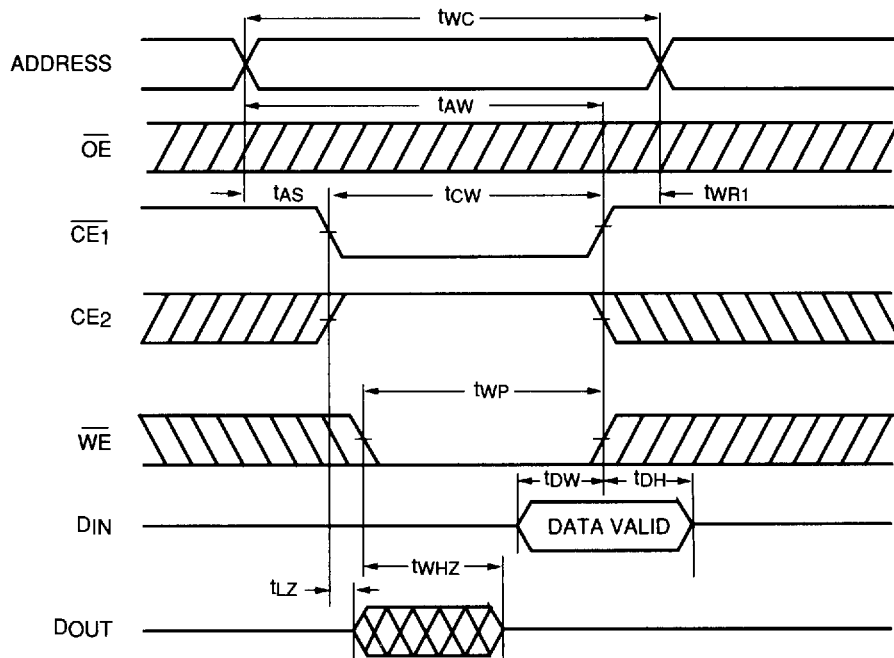 tWC
ADDRESS
tAW
OE
tAS tCW tWR1
CE1
CE2
tWP
WE
tDW tDH
DIN DATA VALID
tWHZ
tLZ
DOUT